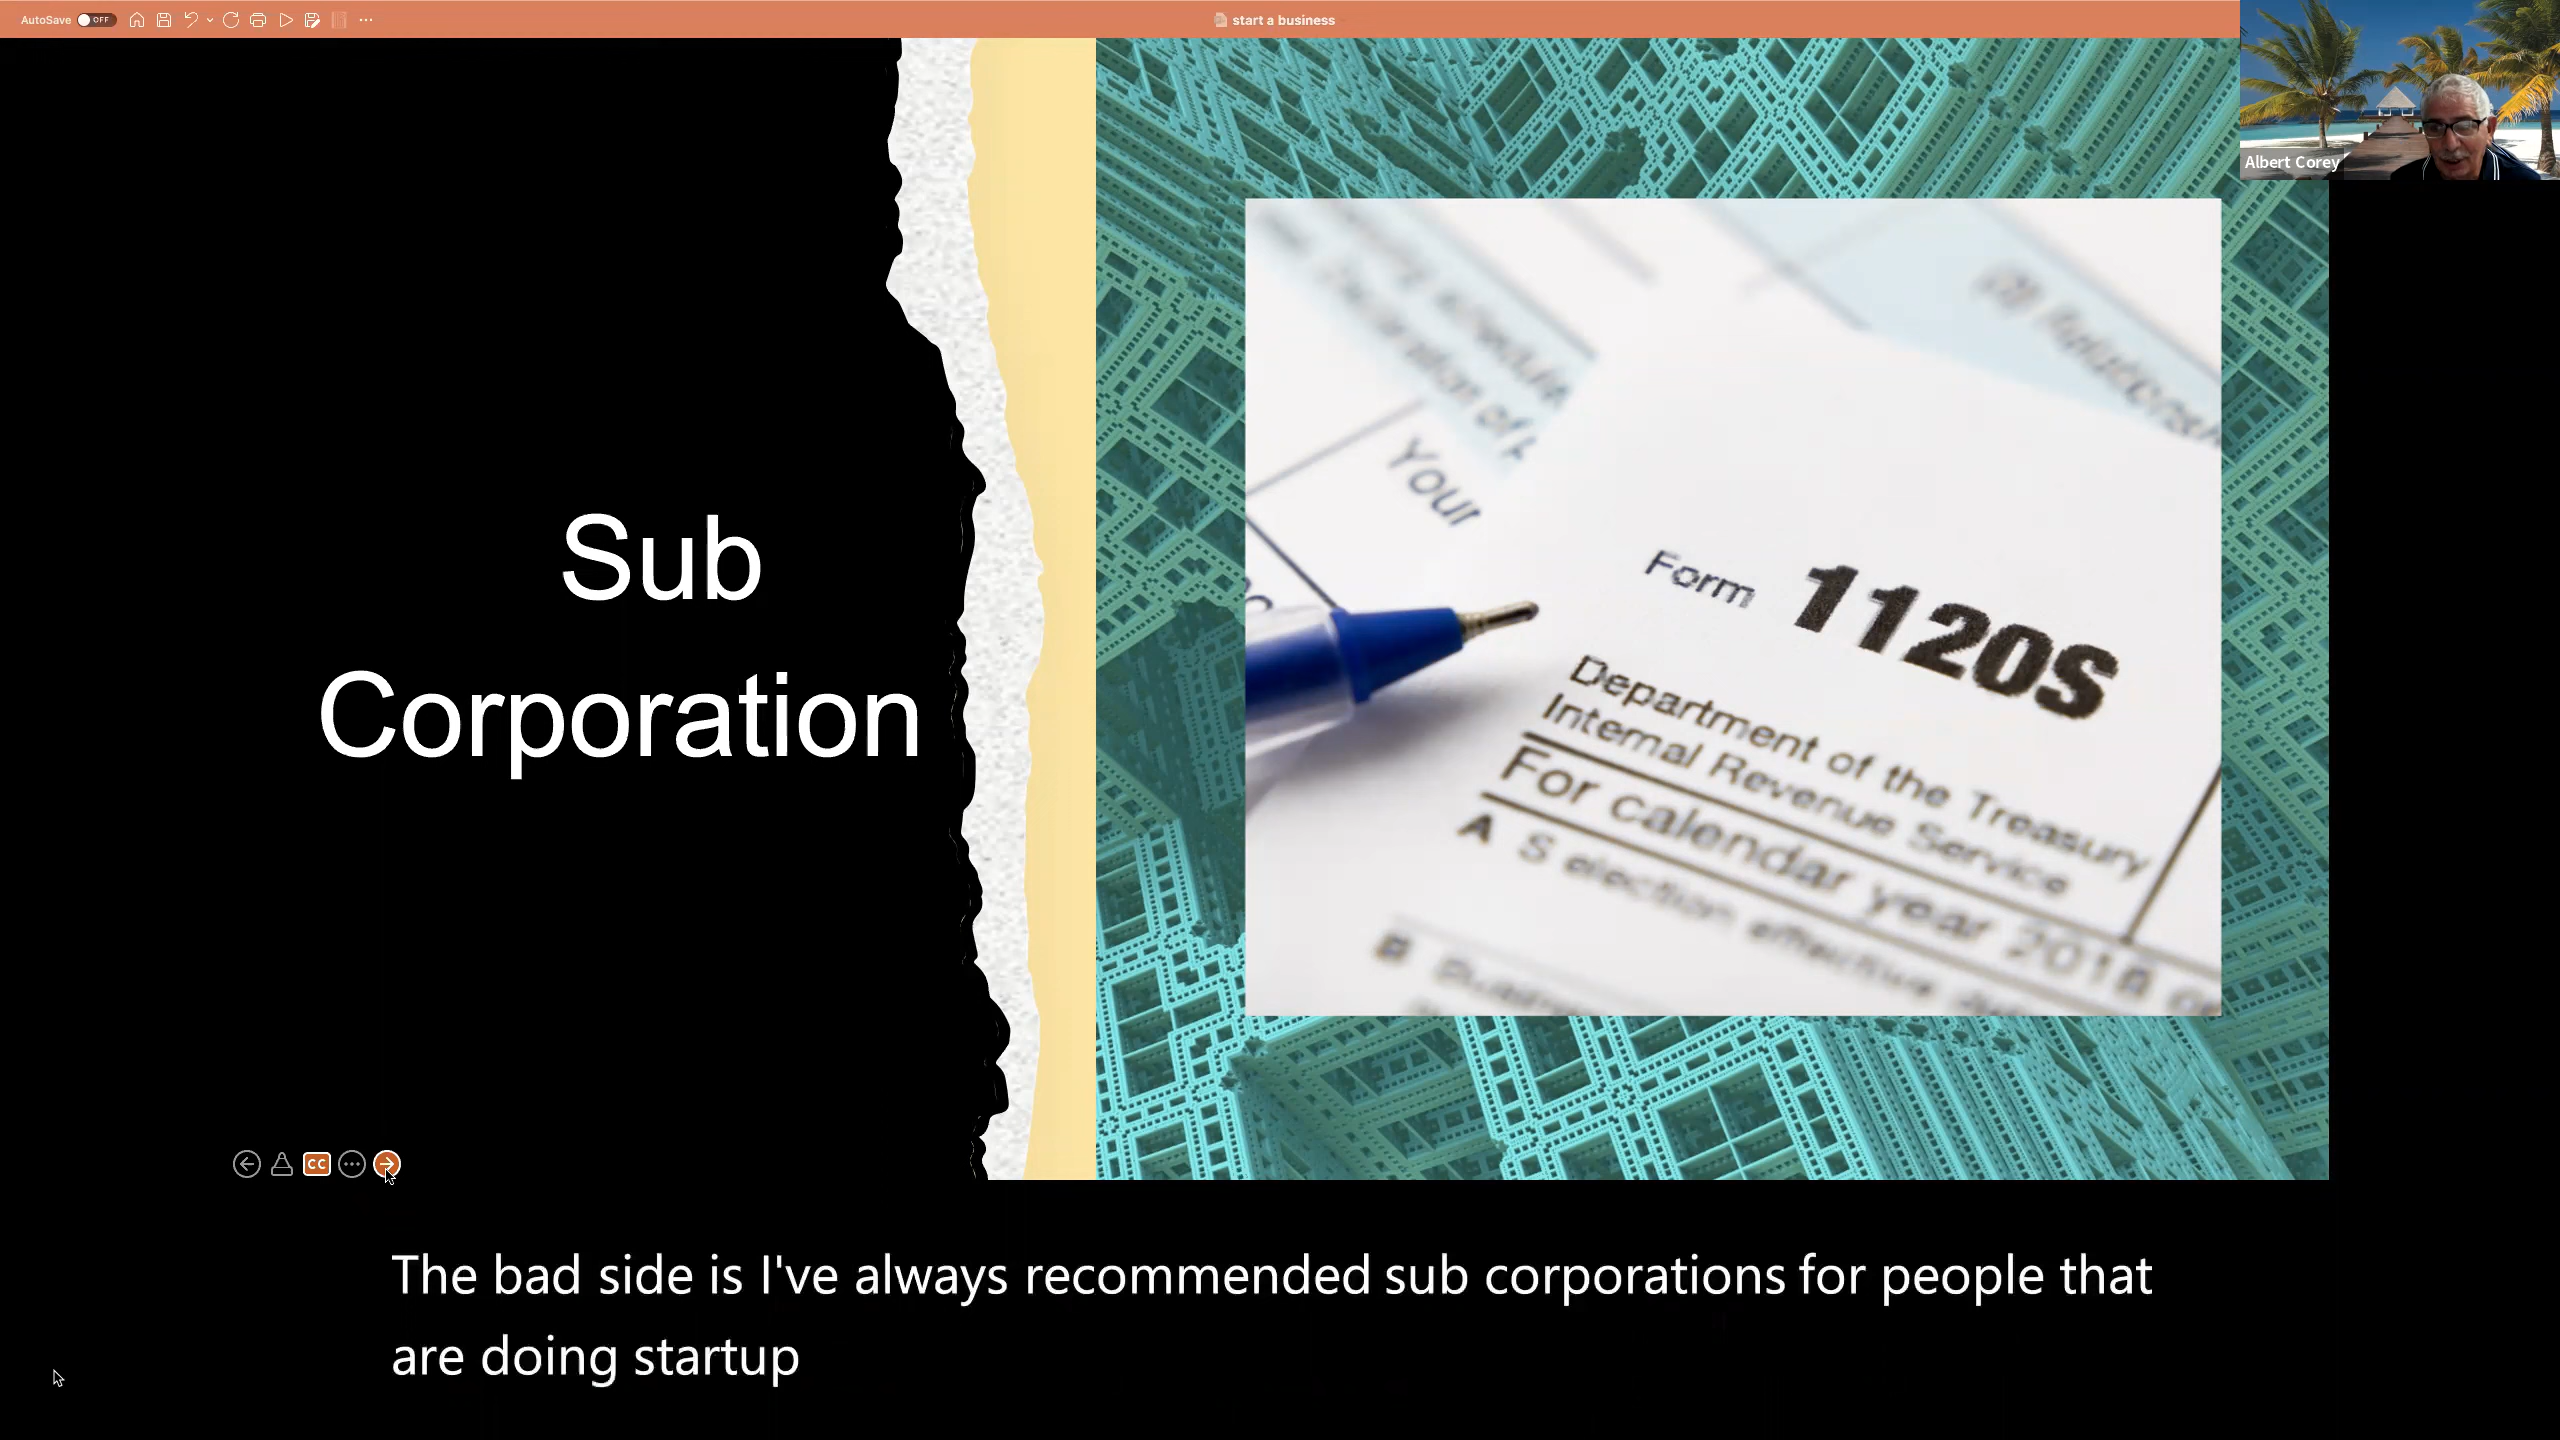 AutoSave OFF
start a business
Albert Corey
Sub
Corporation
Your
Form 1120S
Department of the Treasury
Internal Revenue Service
For calendar year 2018 or
A S election effective
B
CC
The bad side is I've always recommended sub corporations for people that
are doing startup